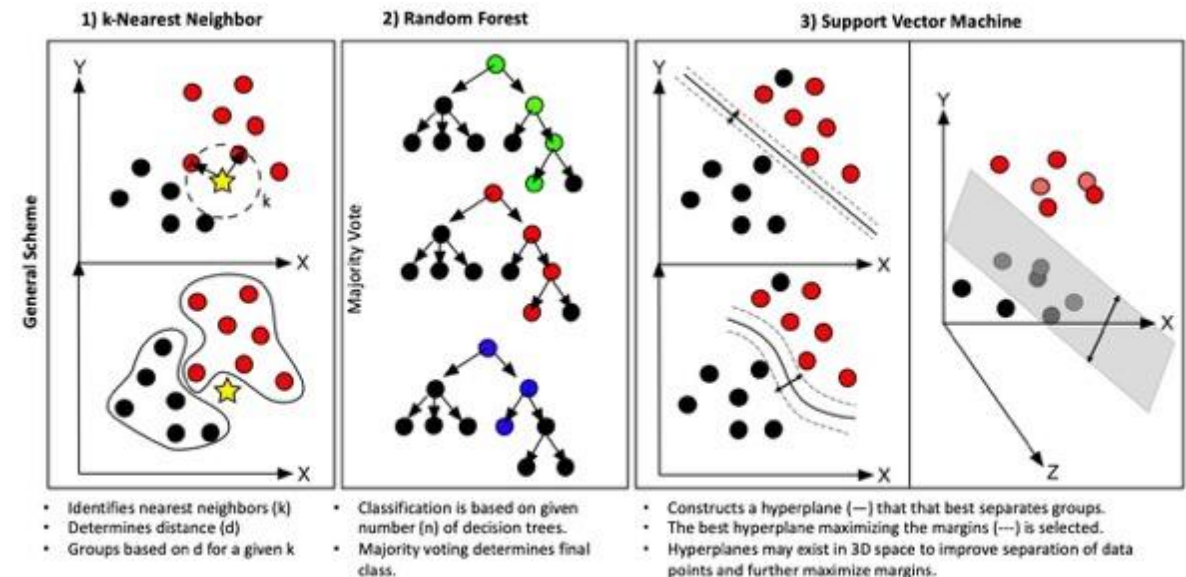 1) k-Nearest Neighbor
2) Random Forest
3) Support Vector Machine
General Scheme
Y
k
X
X
Majority Vote
Y
X
X
Y
X
Z
• Identifies nearest neighbors (k)
• Determines distance (d)
• Groups based on d for a given k
• Classification is based on given
number (n) of decision trees.
• Majority voting determines final
class.
• Constructs a hyperplane (—) that that best separates groups.
• The best hyperplane maximizing the margins (---) is selected.
• Hyperplanes may exist in 3D space to improve separation of data
points and further maximize margins.